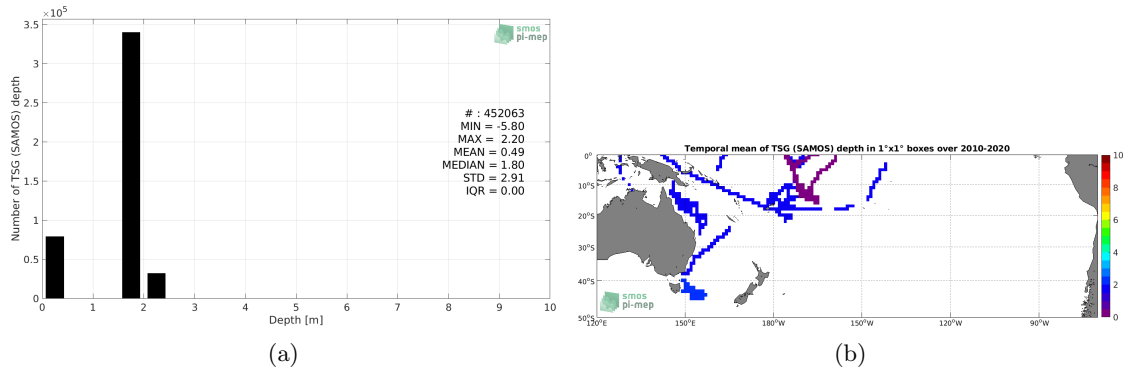 ×10⁵
3.5
3
2.5
2
1.5
1
0.5
0
Number of TSG (SAMOS) depth
smos
pi-mep
# : 452063
MIN = -5.80
MAX = 2.20
MEAN = 0.49
MEDIAN = 1.80
STD = 2.91
IQR = 0.00
0 1 2 3 4 5 6 7 8 9 10
Depth [m]
(a)
Temporal mean of TSG (SAMOS) depth in 1°x1° boxes over 2010-2020
0°
10°S
20°S
30°S
40°S
50°S
smos
pi-mep
120°E 150°E 180°W 150°W 120°W 90°W
10
8
6
4
2
0
(b)